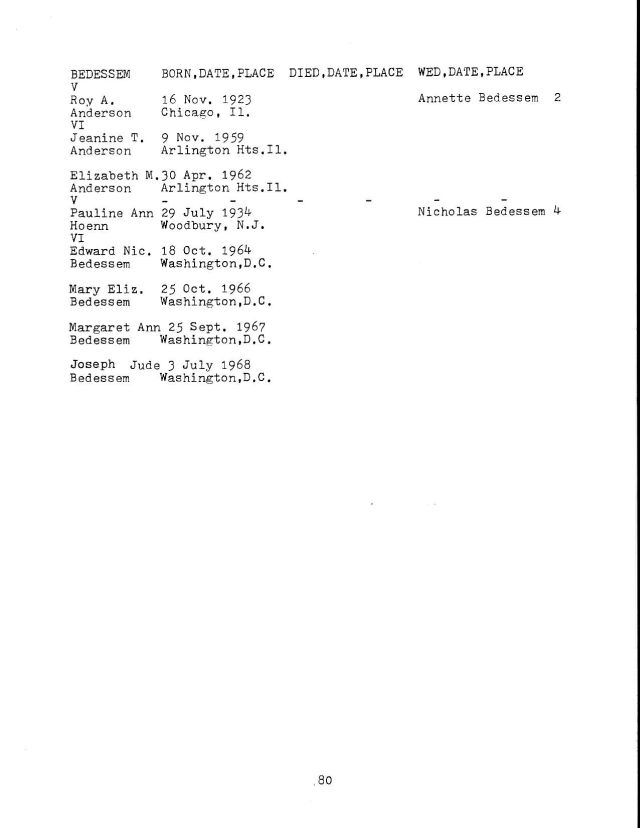 BEDESSEM BORN,DATE,PLACE DIED,DATE,PLACE WED,DATE,PLACE
V
Roy A. 16 Nov. 1923 Annette Bedessem 2
Anderson Chicago, Il.
VI
Jeanine T. 9 Nov. 1959
Anderson Arlington Hts.Il.
Elizabeth M.30 Apr. 1962
Anderson Arlington Hts.Il.
V - - - - - -
Pauline Ann 29 July 1934 Nicholas Bedessem 4
Hoenn Woodbury, N.J.
VI
Edward Nic. 18 Oct. 1964
Bedessem Washington,D.C.
Mary Eliz. 25 Oct. 1966
Bedessem Washington,D.C.
Margaret Ann 25 Sept. 1967
Bedessem Washington,D.C.
Joseph Jude 3 July 1968
Bedessem Washington,D.C.
80